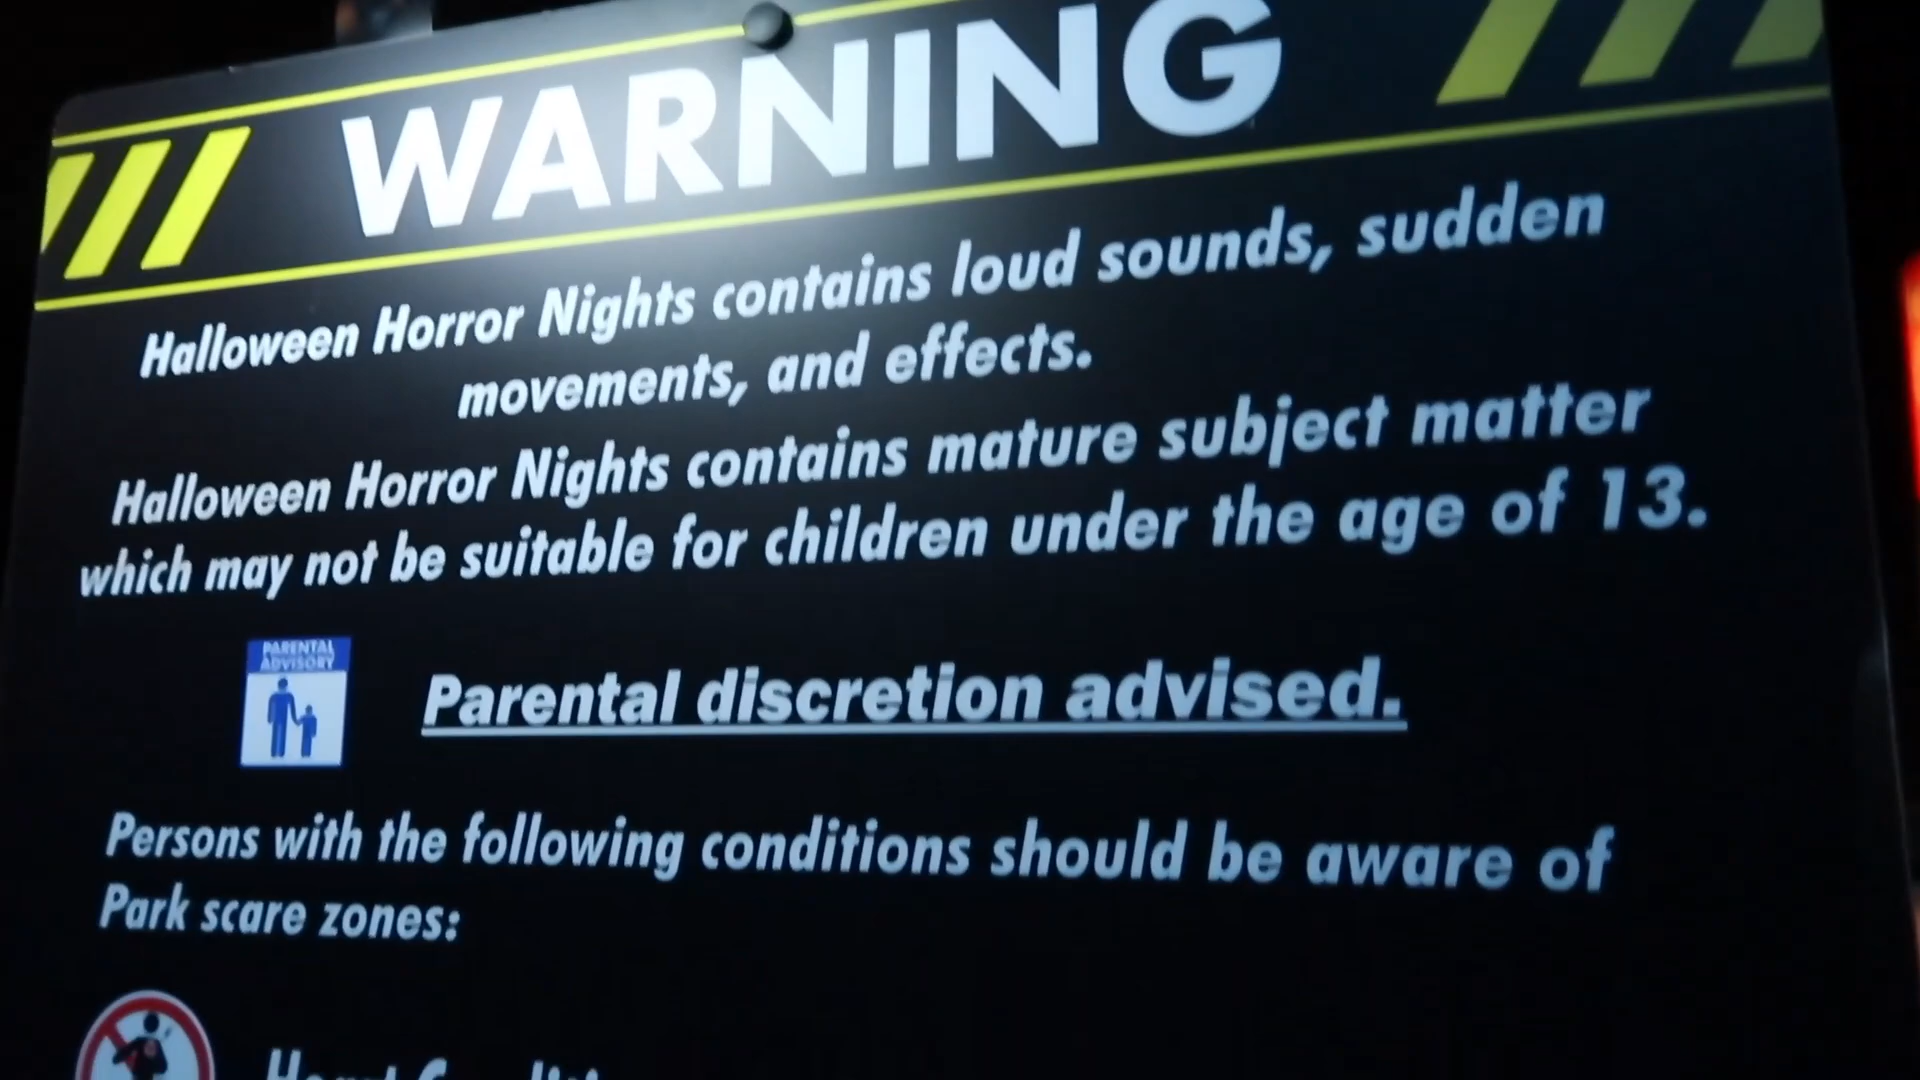 WARNING
Halloween Horror Nights contains loud sounds, sudden
movements, and effects.
Halloween Horror Nights contains mature subject matter
which may not be suitable for children under the age of 13.
PARENTAL
ADVISORY
Parental discretion advised.
Persons with the following conditions should be aware of
Park scare zones: